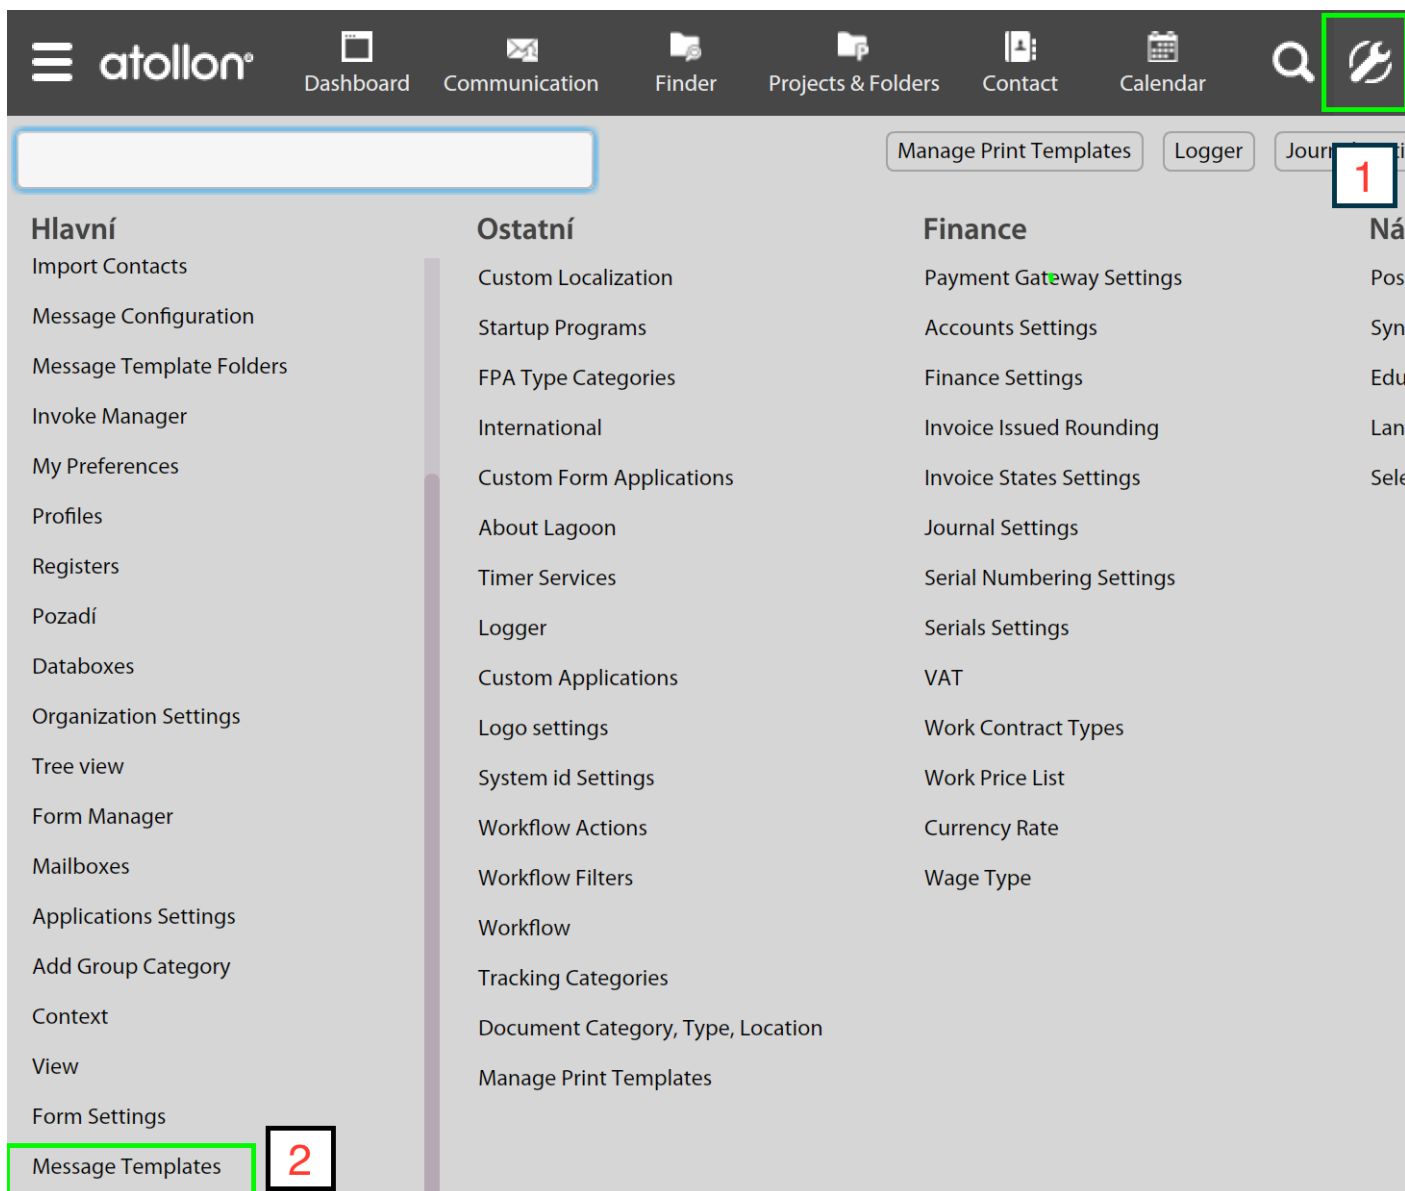 atollon®
Dashboard
Communication
Finder
Projects & Folders
Contact
Calendar
Manage Print Templates
Logger
1
Hlavní
Import Contacts
Message Configuration
Message Template Folders
Invoke Manager
My Preferences
Profiles
Registers
Pozadí
Databoxes
Organization Settings
Tree view
Form Manager
Mailboxes
Applications Settings
Add Group Category
Context
View
Form Settings
Message Templates
2
Ostatní
Custom Localization
Startup Programs
FPA Type Categories
International
Custom Form Applications
About Lagoon
Timer Services
Logger
Custom Applications
Logo settings
System id Settings
Workflow Actions
Workflow Filters
Workflow
Tracking Categories
Document Category, Type, Location
Manage Print Templates
Finance
Payment Gateway Settings
Accounts Settings
Finance Settings
Invoice Issued Rounding
Invoice States Settings
Journal Settings
Serial Numbering Settings
Serials Settings
VAT
Work Contract Types
Work Price List
Currency Rate
Wage Type
Ná
Pos
Syn
Edu
Lan
Sele